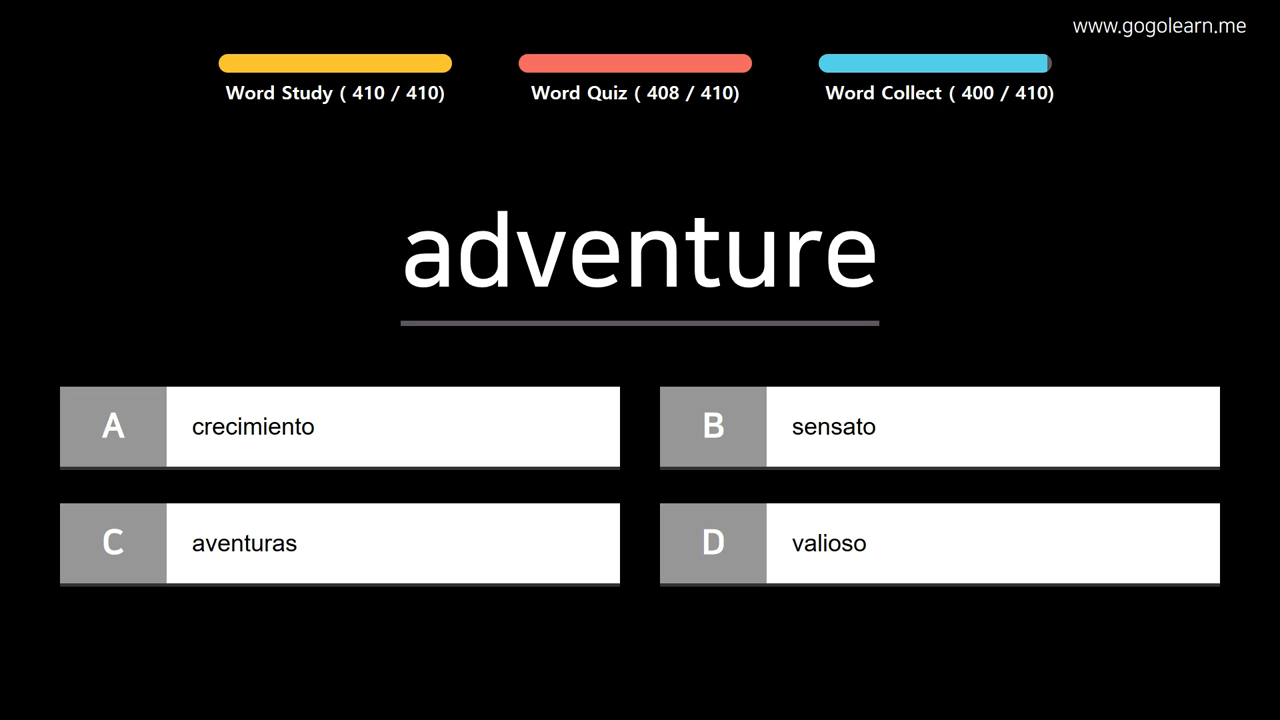 www.gogolearn.me
Word Study ( 410 / 410)
Word Quiz ( 408 / 410)
Word Collect ( 400 / 410)
adventure
A crecimiento
B sensato
C aventuras
D valioso